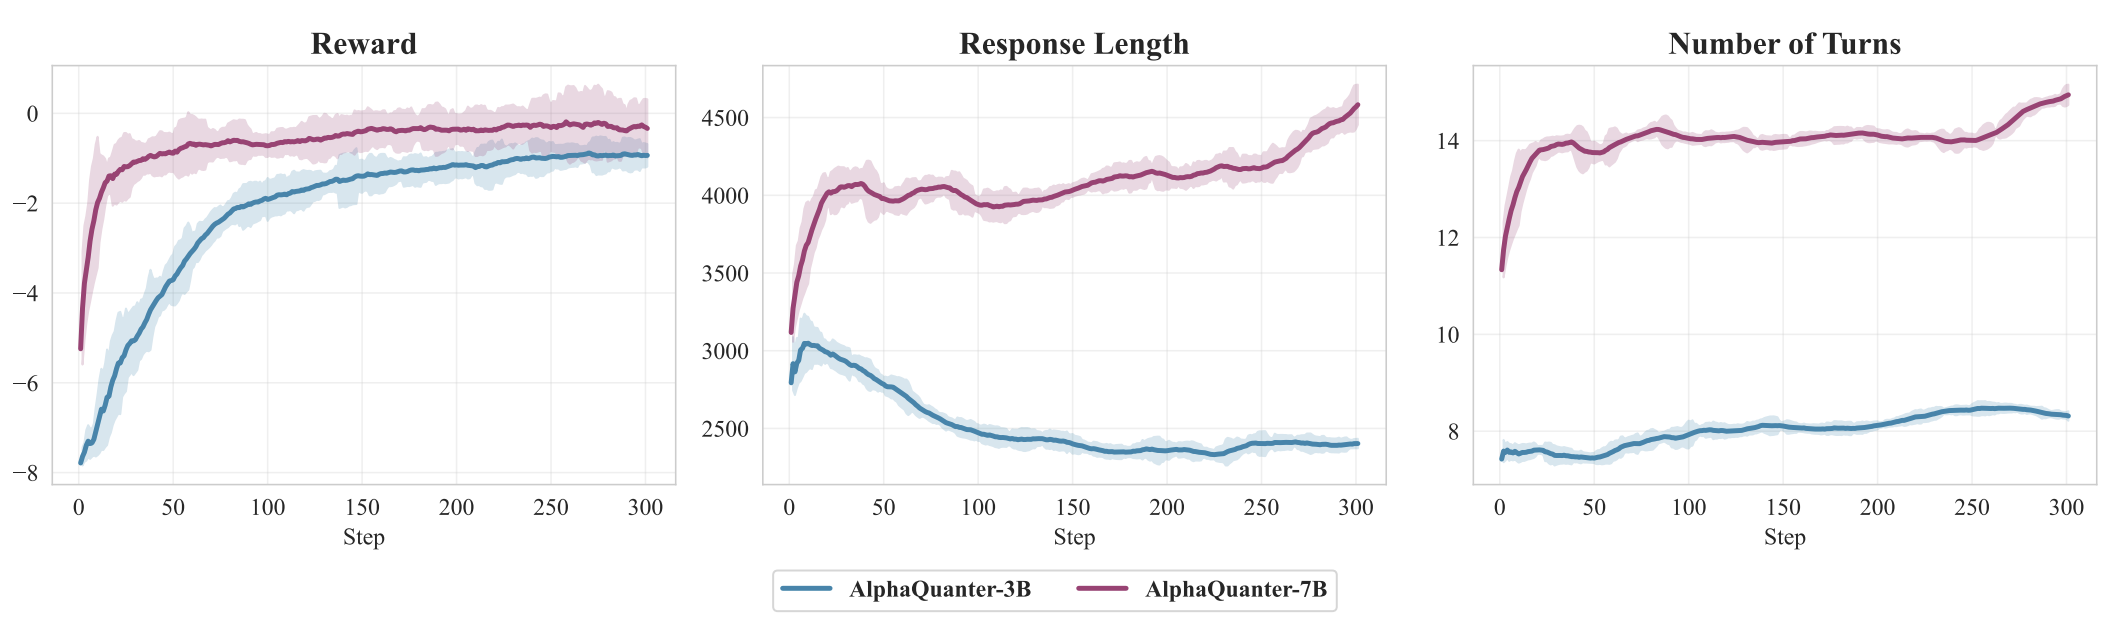 Reward
0
−2
−4
−6
−8
0 50 100 150 200 250 300
Step
Response Length
4500
4000
3500
3000
2500
0 50 100 150 200 250 300
Step
Number of Turns
14
12
10
8
0 50 100 150 200 250 300
Step
AlphaQuanter-3B AlphaQuanter-7B